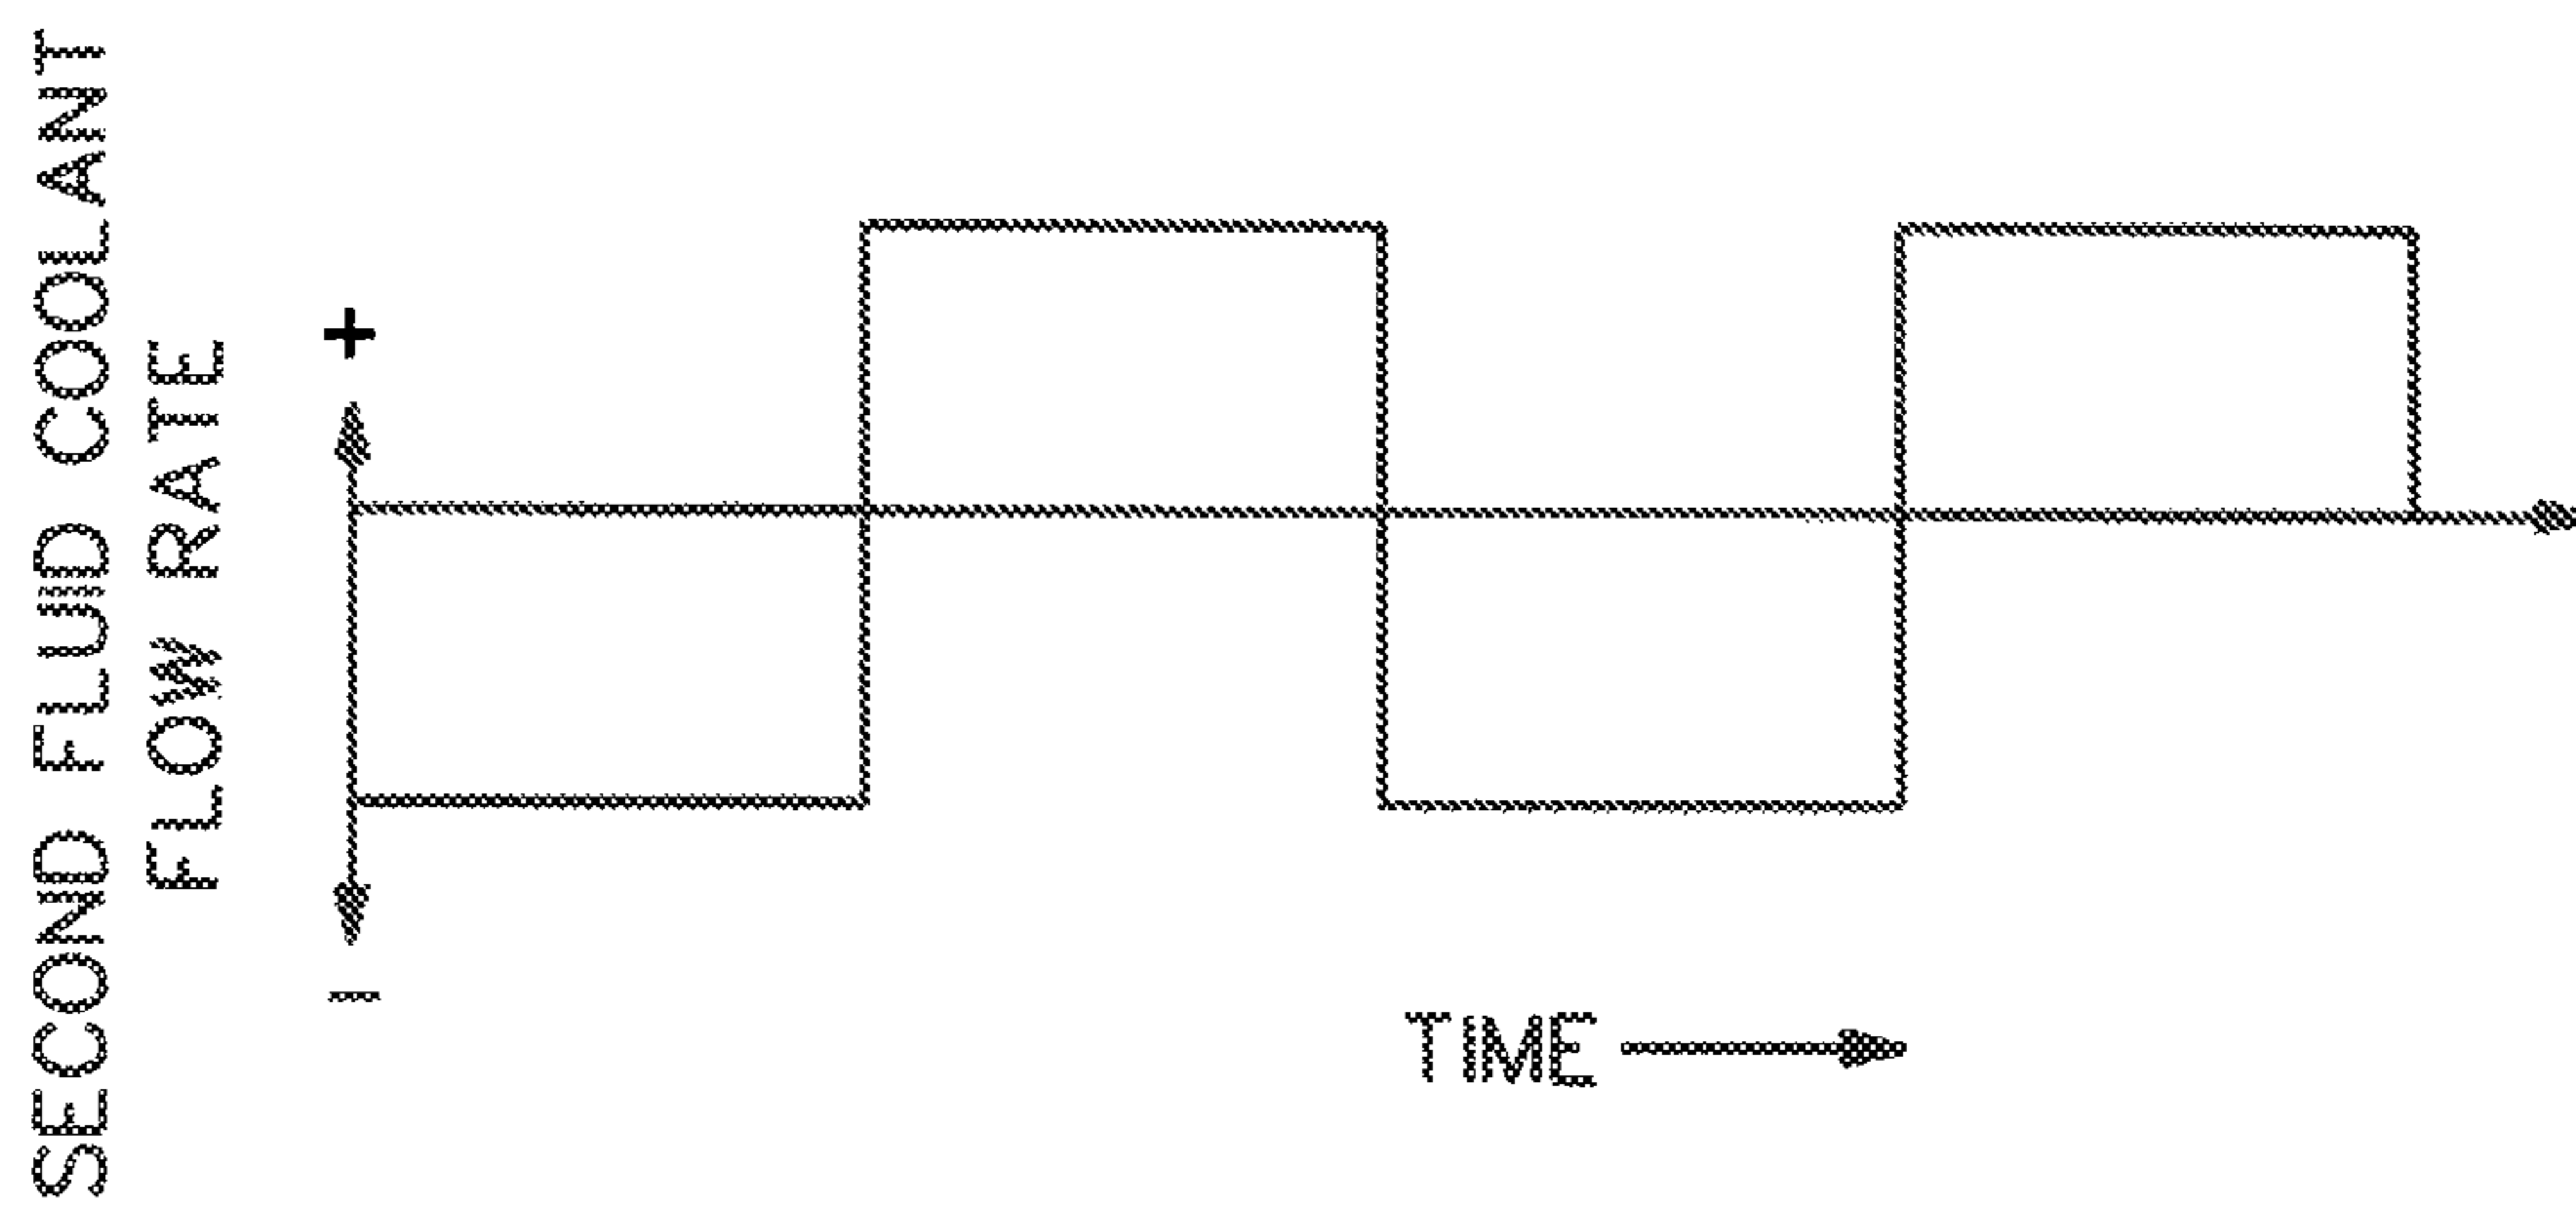 SECOND FLUID COOLANT
FLOW RATE
+
–
TIME